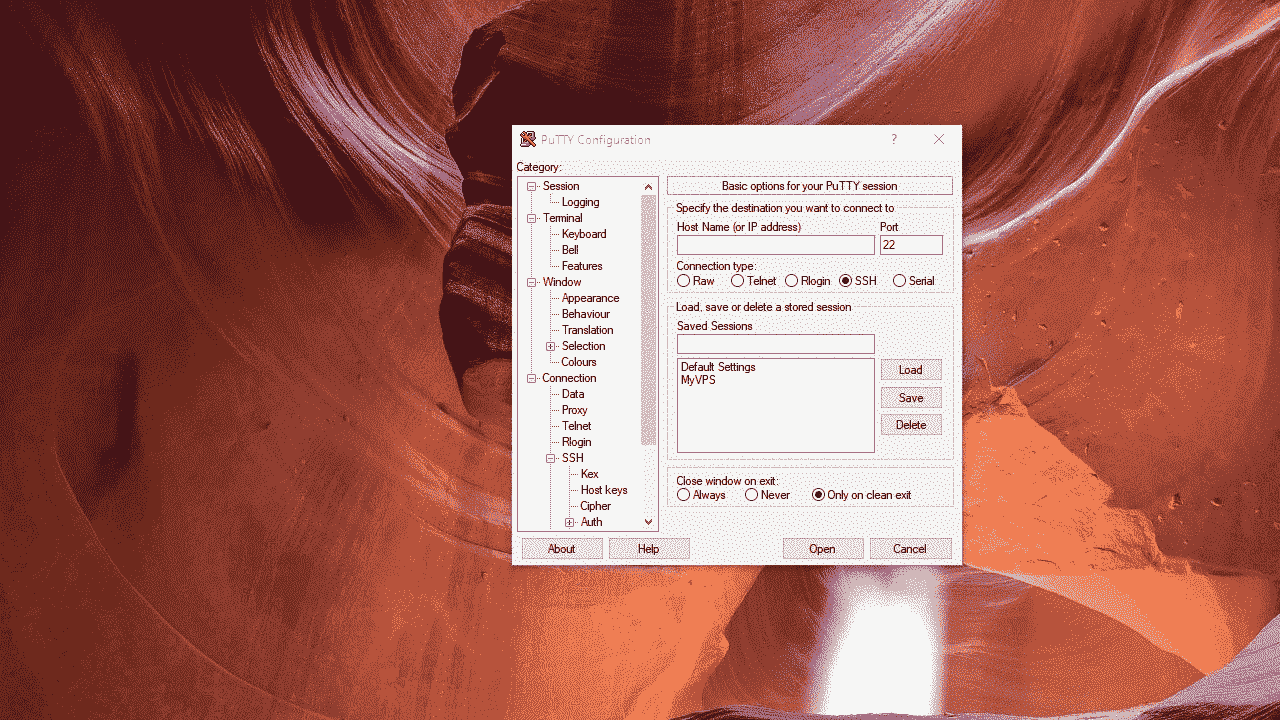 PuTTY Configuration ?
Category:
Session
Logging
Terminal
Keyboard
Bell
Features
Window
Appearance
Behaviour
Translation
Selection
Colours
Connection
Data
Proxy
Telnet
Rlogin
SSH
Kex
Host keys
Cipher
Auth
Basic options for your PuTTY session
Specify the destination you want to connect to
Host Name (or IP address) Port
22
Connection type:
Raw Telnet Rlogin SSH Serial
Load, save or delete a stored session
Saved Sessions
Default Settings
MyVPS
Load
Save
Delete
Close window on exit:
Always Never Only on clean exit
About Help Open Cancel